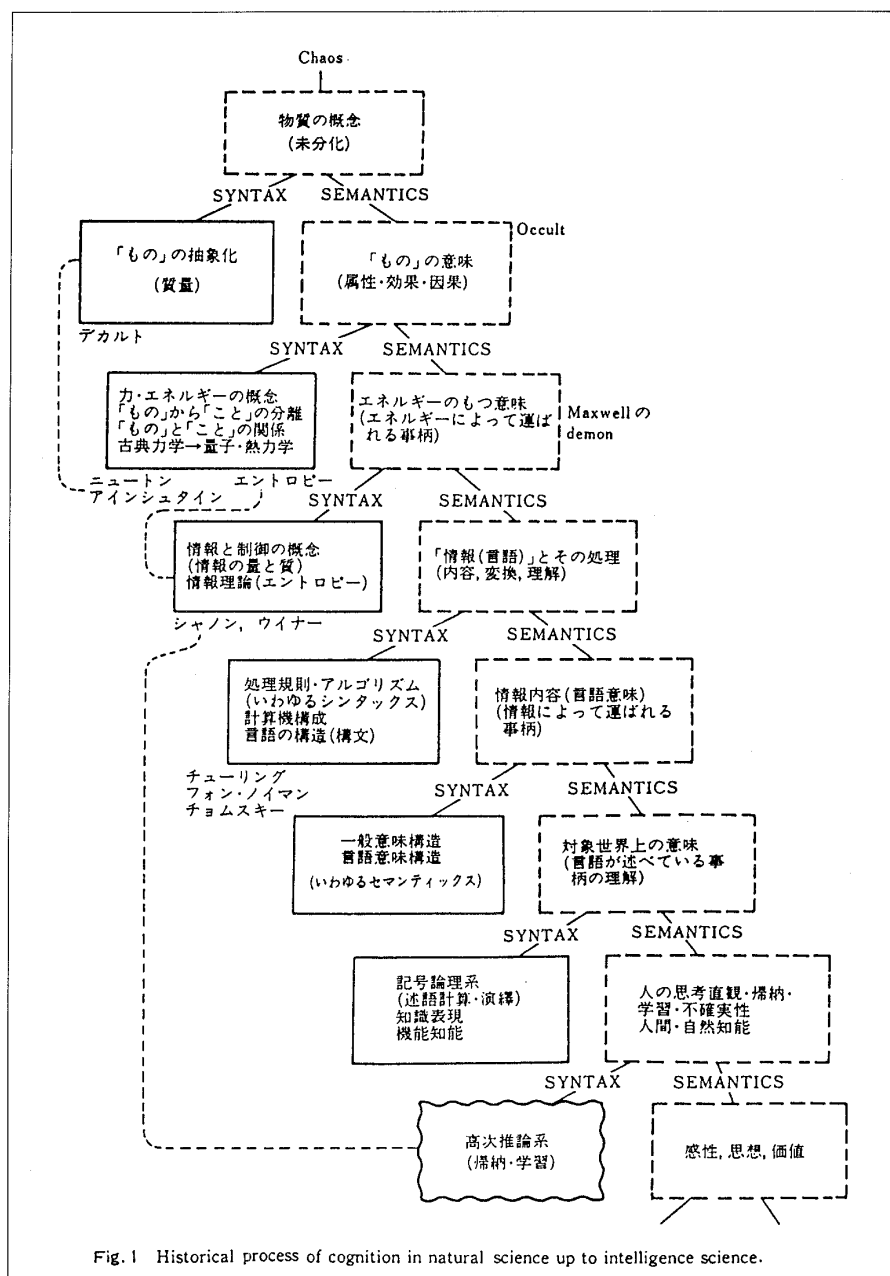 Chaos
物質の概念
(未分化)
SYNTAX SEMANTICS
「もの」の抽象化
(質量)
デカルト
「もの」の意味
(属性・効果・因果)
Occult
SYNTAX SEMANTICS
力・エネルギーの概念
「もの」から「こと」の分離
「もの」と「こと」の関係
古典力学→量子・熱力学
ニュートン エントロピー
アインシュタイン
エネルギーのもつ意味
(エネルギーによって運ば
れる事柄)
Maxwellの
demon
SYNTAX SEMANTICS
情報と制御の概念
(情報の量と質)
情報理論(エントロピー)
シャノン, ウイナー
「情報(言語)」とその処理
(内容, 変換, 理解)
SYNTAX SEMANTICS
処理規則・アルゴリズム
(いわゆるシンタックス)
計算機構成
言語の構造(構文)
チューリング
フォン・ノイマン
チョムスキー
情報内容(言語意味)
(情報によって運ばれる
事柄)
SYNTAX SEMANTICS
一般意味構造
言語意味構造
(いわゆるセマンティックス)
対象世界上の意味
(言語が述べている事
柄の理解)
SYNTAX SEMANTICS
記号論理系
(述語計算・演繹)
知識表現
機能知能
人の思考直観・帰納・
学習・不確実性
人間・自然知能
SYNTAX SEMANTICS
高次推論系
(帰納・学習)
感性, 思想, 価値
Fig. 1 Historical process of cognition in natural science up to intelligence science.